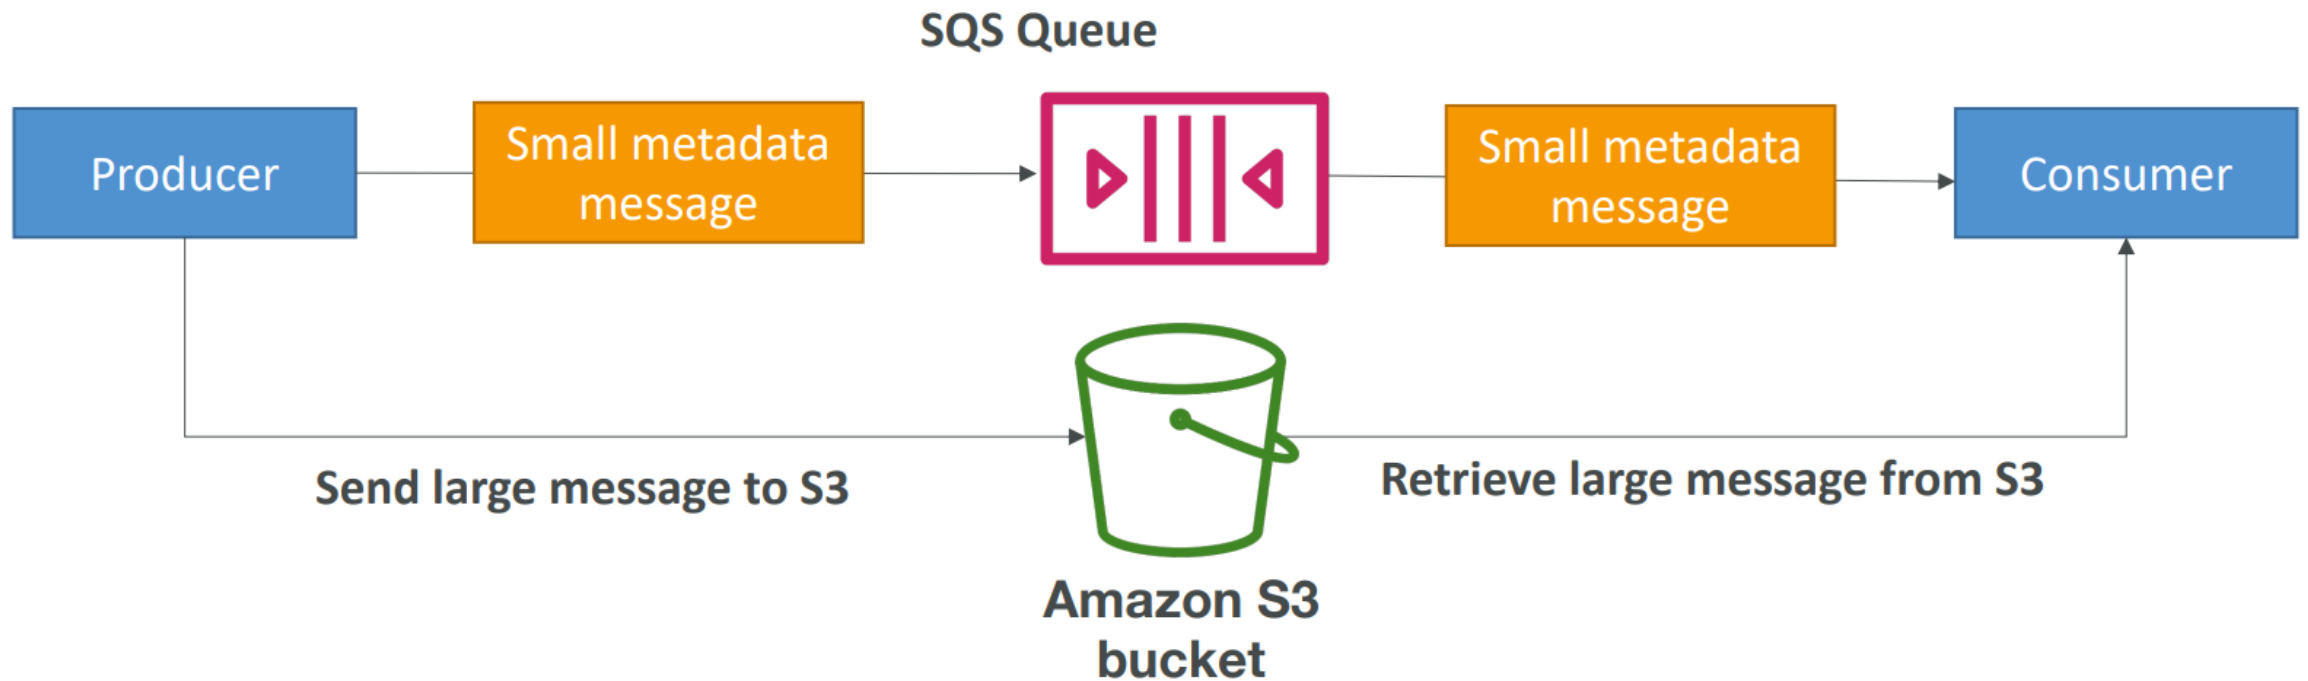 SQS Queue
Producer
Small metadata
message
Small metadata
message
Consumer
Send large message to S3
Retrieve large message from S3
Amazon S3
bucket